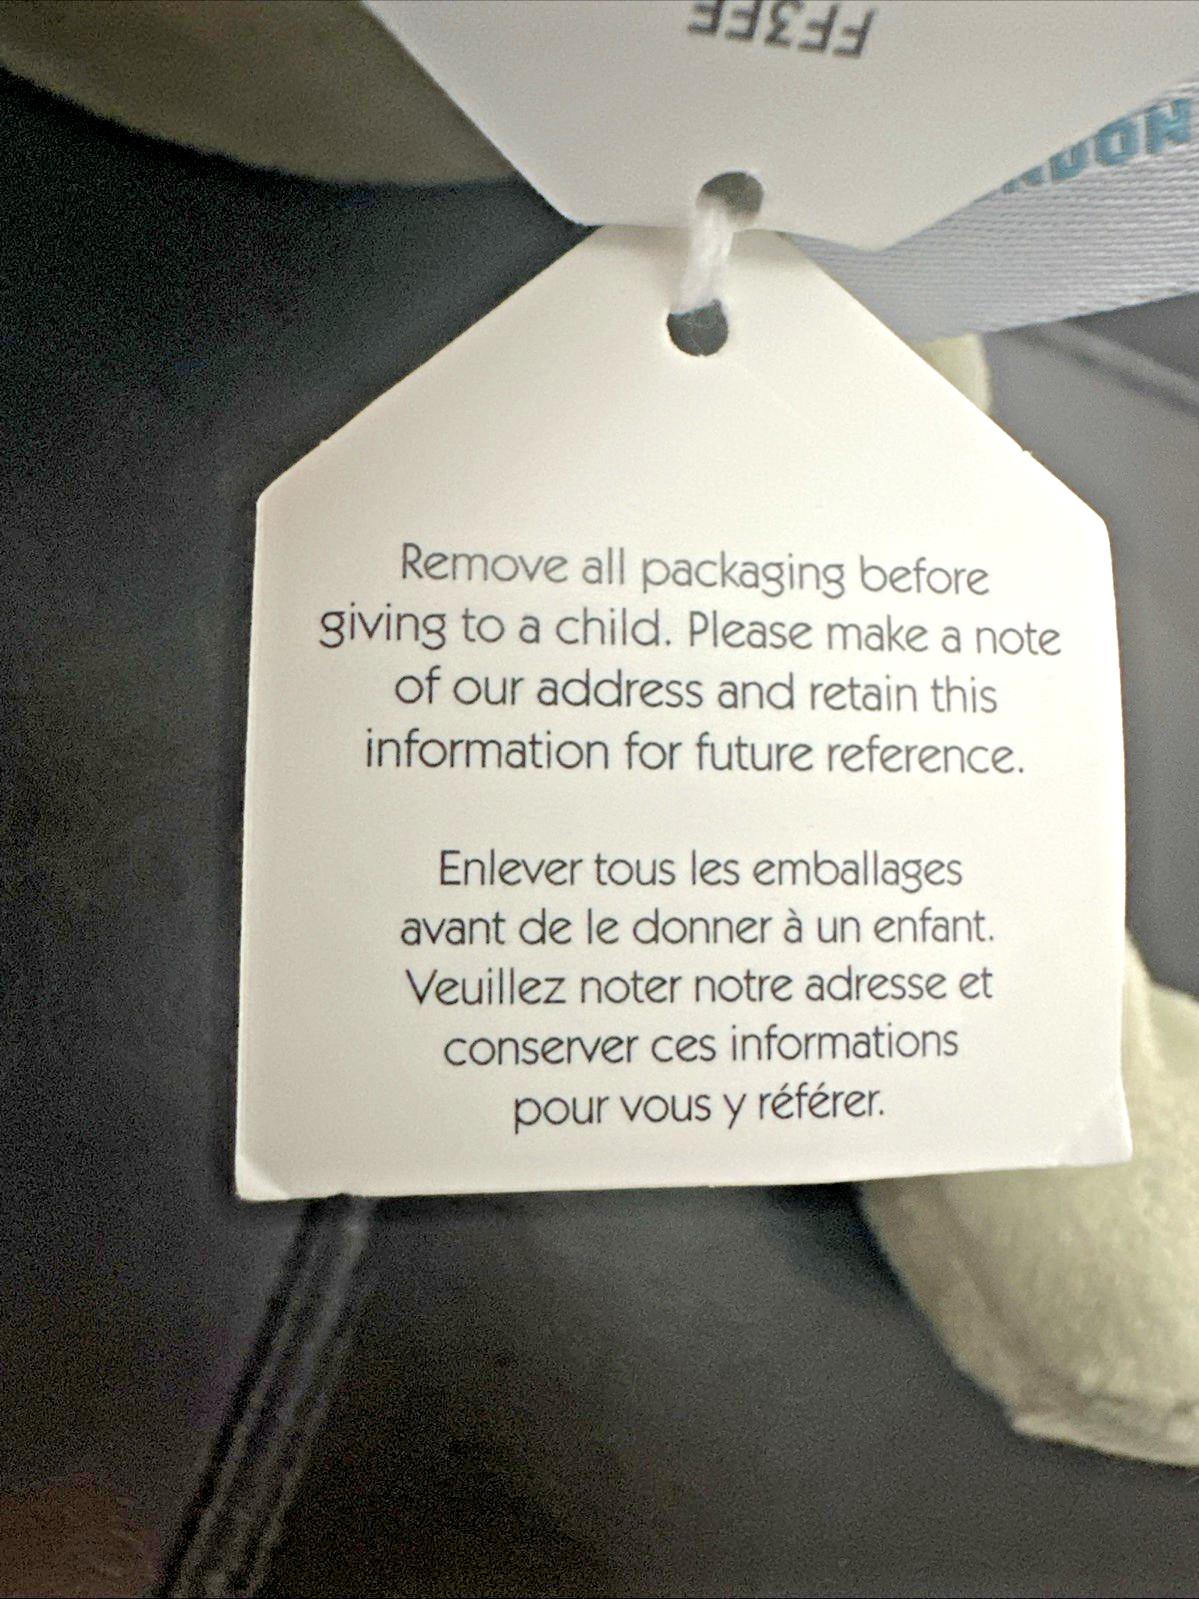 FF3FF
Remove all packaging before
giving to a child. Please make a note
of our address and retain this
information for future reference.
Enlever tous les emballages
avant de le donner à un enfant.
Veuillez noter notre adresse et
conserver ces informations
pour vous y référer.